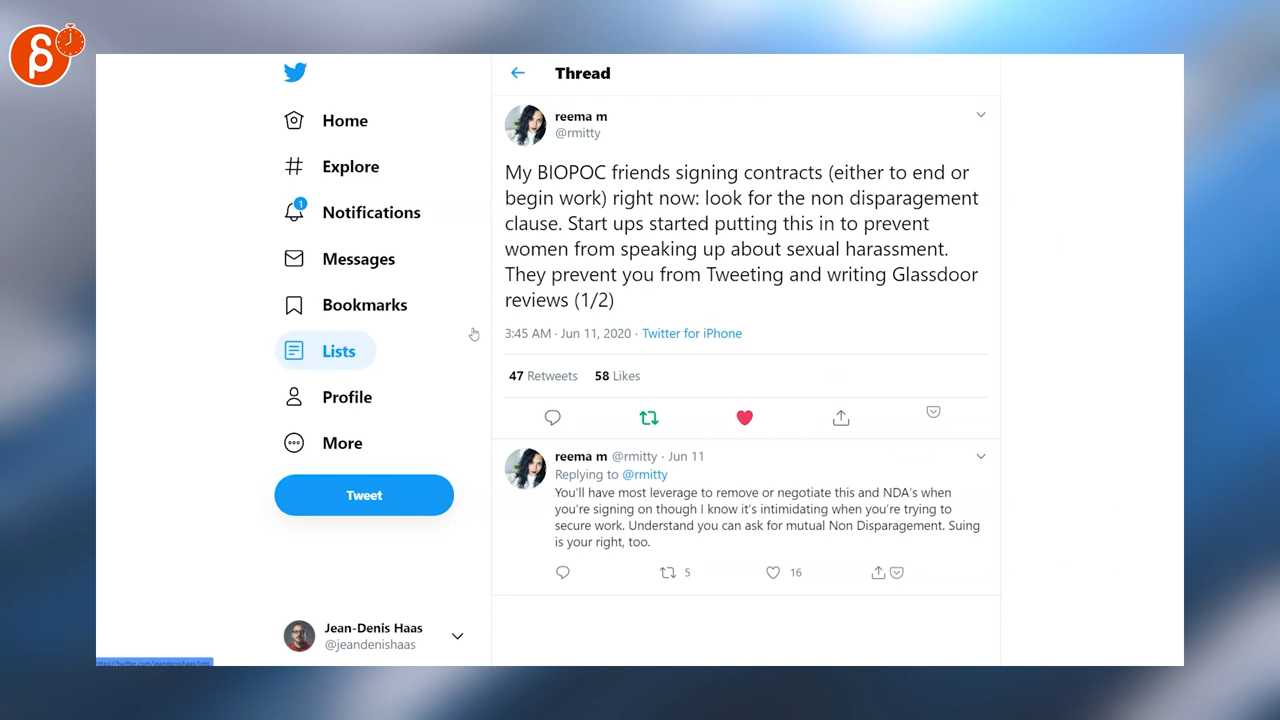 Thread
reema m
@rmitty
My BIOPOC friends signing contracts (either to end or
begin work) right now: look for the non disparagement
clause. Start ups started putting this in to prevent
women from speaking up about sexual harassment.
They prevent you from Tweeting and writing Glassdoor
reviews (1/2)
3:45 AM · Jun 11, 2020 · Twitter for iPhone
47 Retweets 58 Likes
reema m @rmitty · Jun 11
Replying to @rmitty
You'll have most leverage to remove or negotiate this and NDA's when
you're signing on though I know it's intimidating when you're trying to
secure work. Understand you can ask for mutual Non Disparagement. Suing
is your right, too.
5
16
Home
Explore
1
Notifications
Messages
Bookmarks
Lists
Profile
More
Tweet
Jean-Denis Haas
@jeandenishaas
https://twitter.com/jeandenishaas/lists